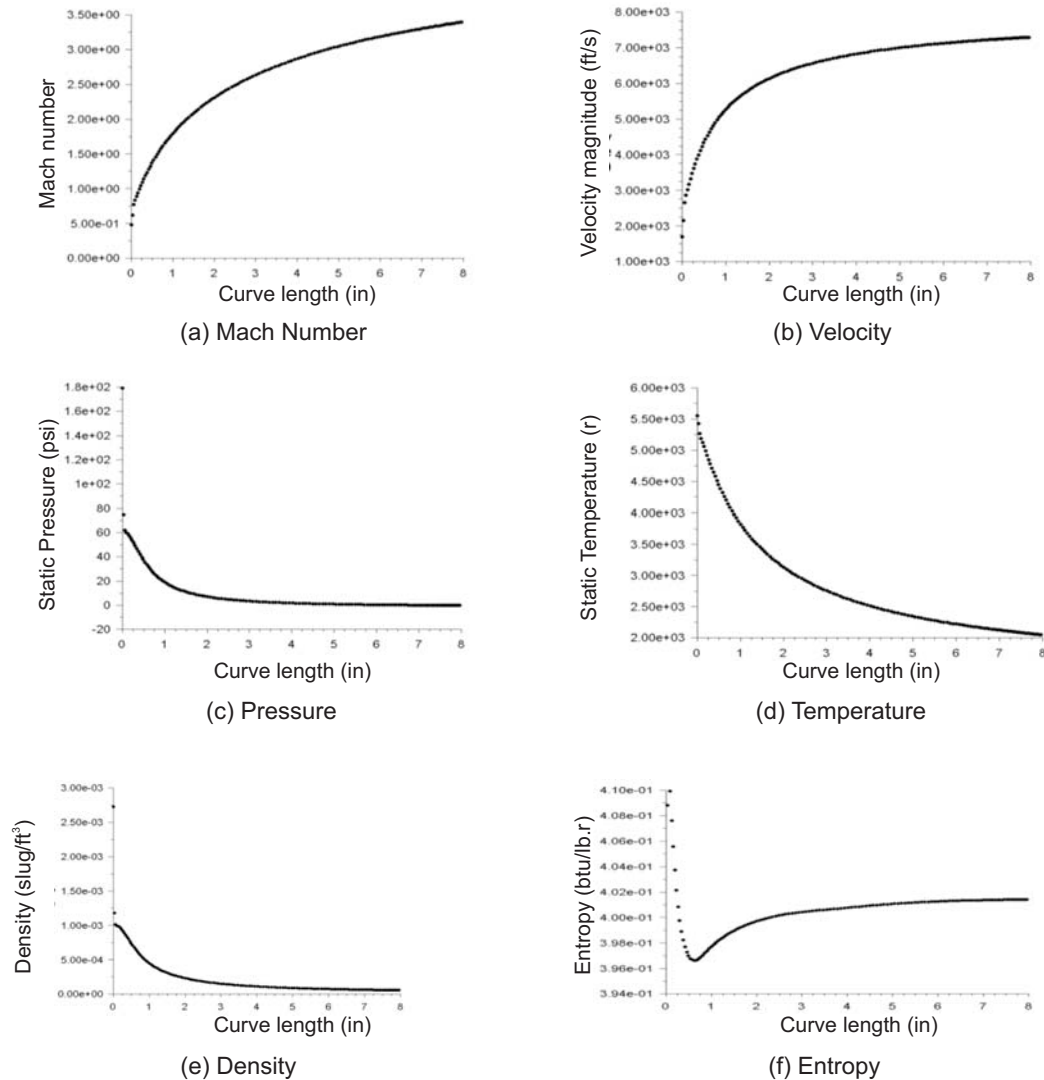 3.50e+00
3.00e+00
2.50e+00
2.00e+00
1.50e+00
1.00e+00
5.00e-01
0.00e+00
Mach number
0 1 2 3 4 5 6 7 8
Curve length (in)
(a) Mach Number
8.00e+03
7.00e+03
6.00e+03
5.00e+03
4.00e+03
3.00e+03
2.00e+03
1.00e+03
Velocity magnitude (ft/s)
0 1 2 3 4 5 6 7 8
Curve length (in)
(b) Velocity
1.8e+02
1.6e+02
1.4e+02
1.2e+02
1e+02
80
60
40
20
0
-20
Static Pressure (psi)
0 1 2 3 4 5 6 7 8
Curve length (in)
(c) Pressure
6.00e+03
5.50e+03
5.00e+03
4.50e+03
4.00e+03
3.50e+03
3.00e+03
2.50e+03
2.00e+03
Static Temperature (r)
0 1 2 3 4 5 6 7 8
Curve length (in)
(d) Temperature
3.00e-03
2.50e-03
2.00e-03
1.50e-03
1.00e-03
5.00e-04
0.00e+00
Density (slug/ft³)
0 1 2 3 4 5 6 7 8
Curve length (in)
(e) Density
4.10e-01
4.08e-01
4.06e-01
4.04e-01
4.02e-01
4.00e-01
3.98e-01
3.96e-01
3.94e-01
Entropy (btu/lb.r)
0 1 2 3 4 5 6 7 8
Curve length (in)
(f) Entropy